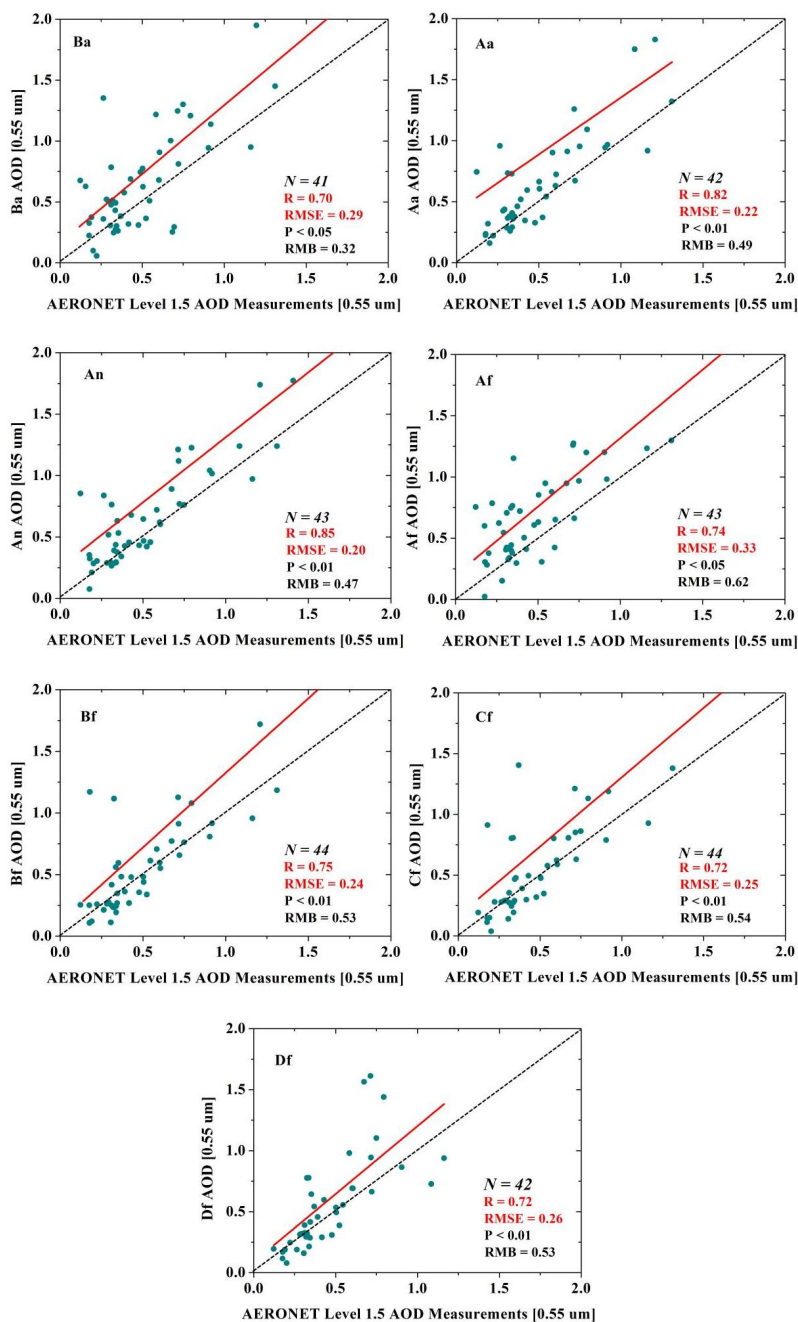 Ba
Ba AOD [0.55 um]
2.0
1.5
1.0
0.5
0.0
N = 41
R = 0.70
RMSE = 0.29
P < 0.05
RMB = 0.32
0.0 0.5 1.0 1.5 2.0
AERONET Level 1.5 AOD Measurements [0.55 um]
Aa
Aa AOD [0.55 um]
2.0
1.5
1.0
0.5
0.0
N = 42
R = 0.82
RMSE = 0.22
P < 0.01
RMB = 0.49
0.0 0.5 1.0 1.5 2.0
AERONET Level 1.5 AOD Measurements [0.55 um]
An
An AOD [0.55 um]
2.0
1.5
1.0
0.5
0.0
N = 43
R = 0.85
RMSE = 0.20
P < 0.01
RMB = 0.47
0.0 0.5 1.0 1.5 2.0
AERONET Level 1.5 AOD Measurements [0.55 um]
Af
Af AOD [0.55 um]
2.0
1.5
1.0
0.5
0.0
N = 43
R = 0.74
RMSE = 0.33
P < 0.05
RMB = 0.62
0.0 0.5 1.0 1.5 2.0
AERONET Level 1.5 AOD Measurements [0.55 um]
Bf
Bf AOD [0.55 um]
2.0
1.5
1.0
0.5
0.0
N = 44
R = 0.75
RMSE = 0.24
P < 0.01
RMB = 0.53
0.0 0.5 1.0 1.5 2.0
AERONET Level 1.5 AOD Measurements [0.55 um]
Cf
Cf AOD [0.55 um]
2.0
1.5
1.0
0.5
0.0
N = 44
R = 0.72
RMSE = 0.25
P < 0.01
RMB = 0.54
0.0 0.5 1.0 1.5 2.0
AERONET Level 1.5 AOD Measurements [0.55 um]
Df
Df AOD [0.55 um]
2.0
1.5
1.0
0.5
0.0
N = 42
R = 0.72
RMSE = 0.26
P < 0.01
RMB = 0.53
0.0 0.5 1.0 1.5 2.0
AERONET Level 1.5 AOD Measurements [0.55 um]